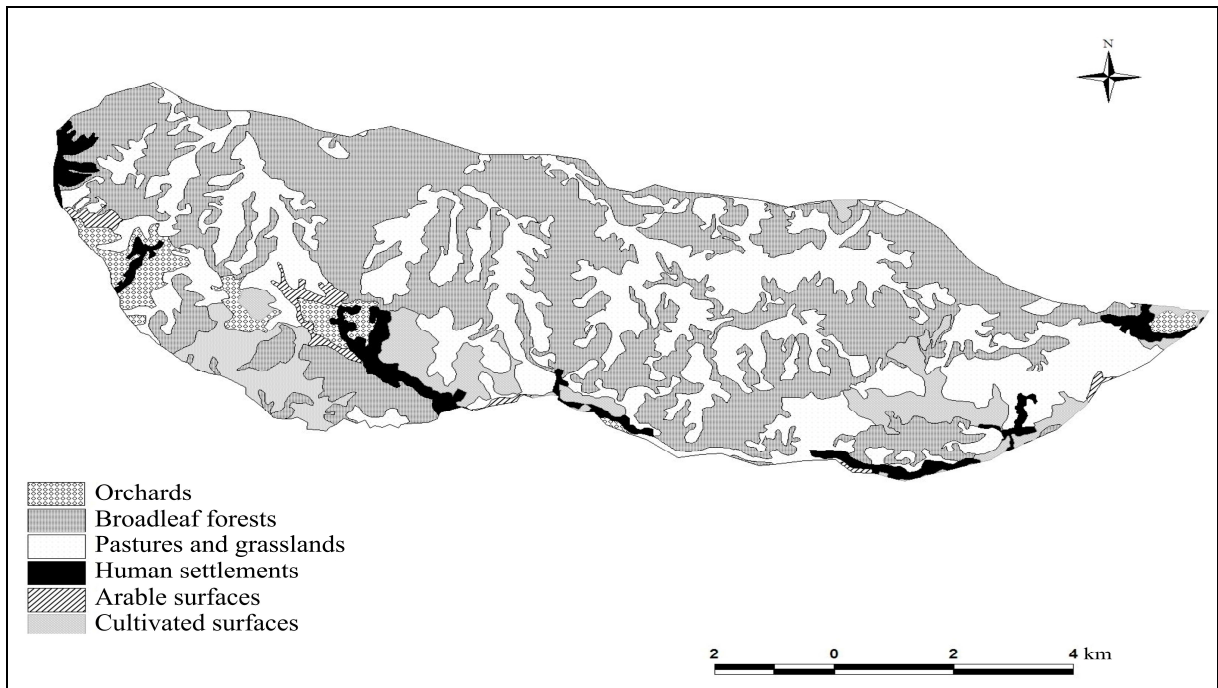 N
Orchards
Broadleaf forests
Pastures and grasslands
Human settlements
Arable surfaces
Cultivated surfaces
2 0 2 4 km